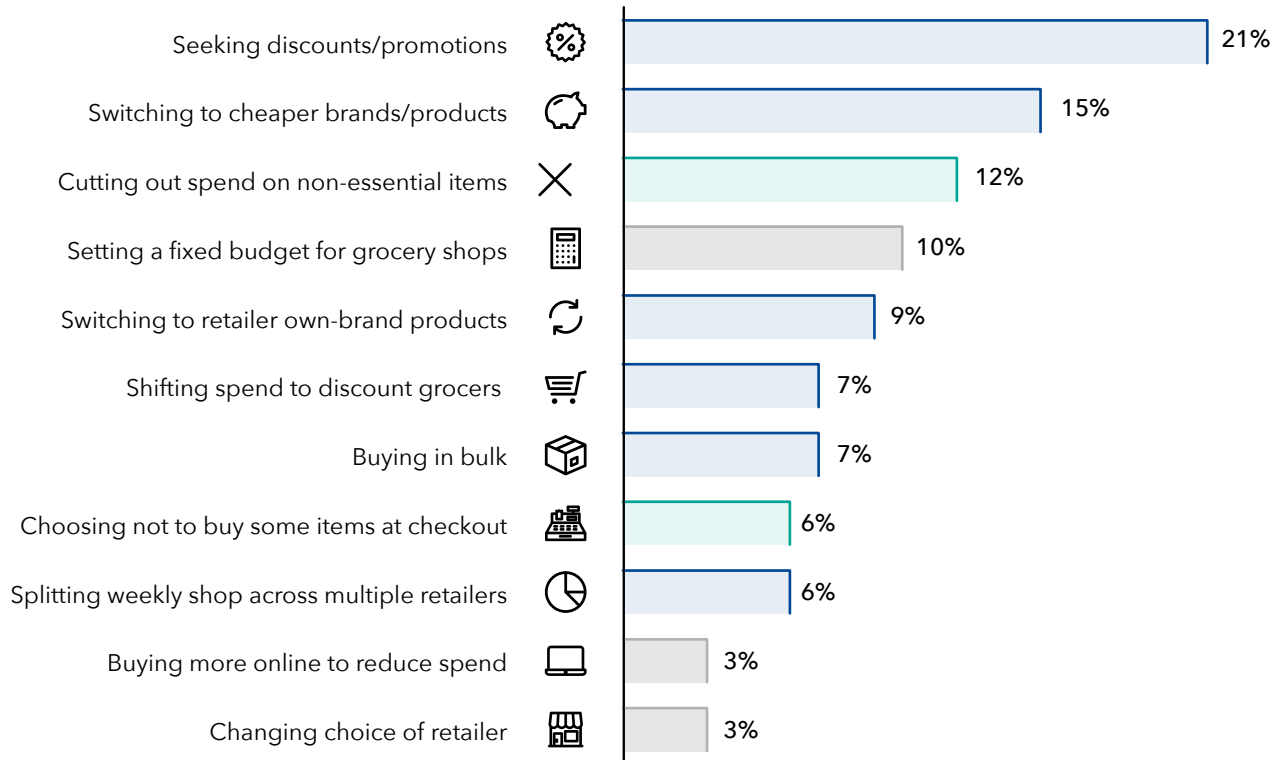 Seeking discounts/promotions 21%
Switching to cheaper brands/products 15%
Cutting out spend on non-essential items 12%
Setting a fixed budget for grocery shops 10%
Switching to retailer own-brand products 9%
Shifting spend to discount grocers 7%
Buying in bulk 7%
Choosing not to buy some items at checkout 6%
Splitting weekly shop across multiple retailers 6%
Buying more online to reduce spend 3%
Changing choice of retailer 3%